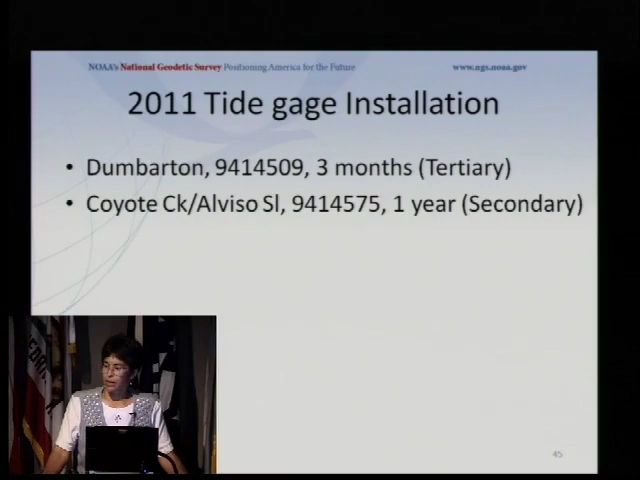 NOAA's National Geodetic Survey Positioning America for the Future www.ngs.noaa.gov
2011 Tide gage Installation
• Dumbarton, 9414509, 3 months (Tertiary)
• Coyote Ck/Alviso Sl, 9414575, 1 year (Secondary)
45